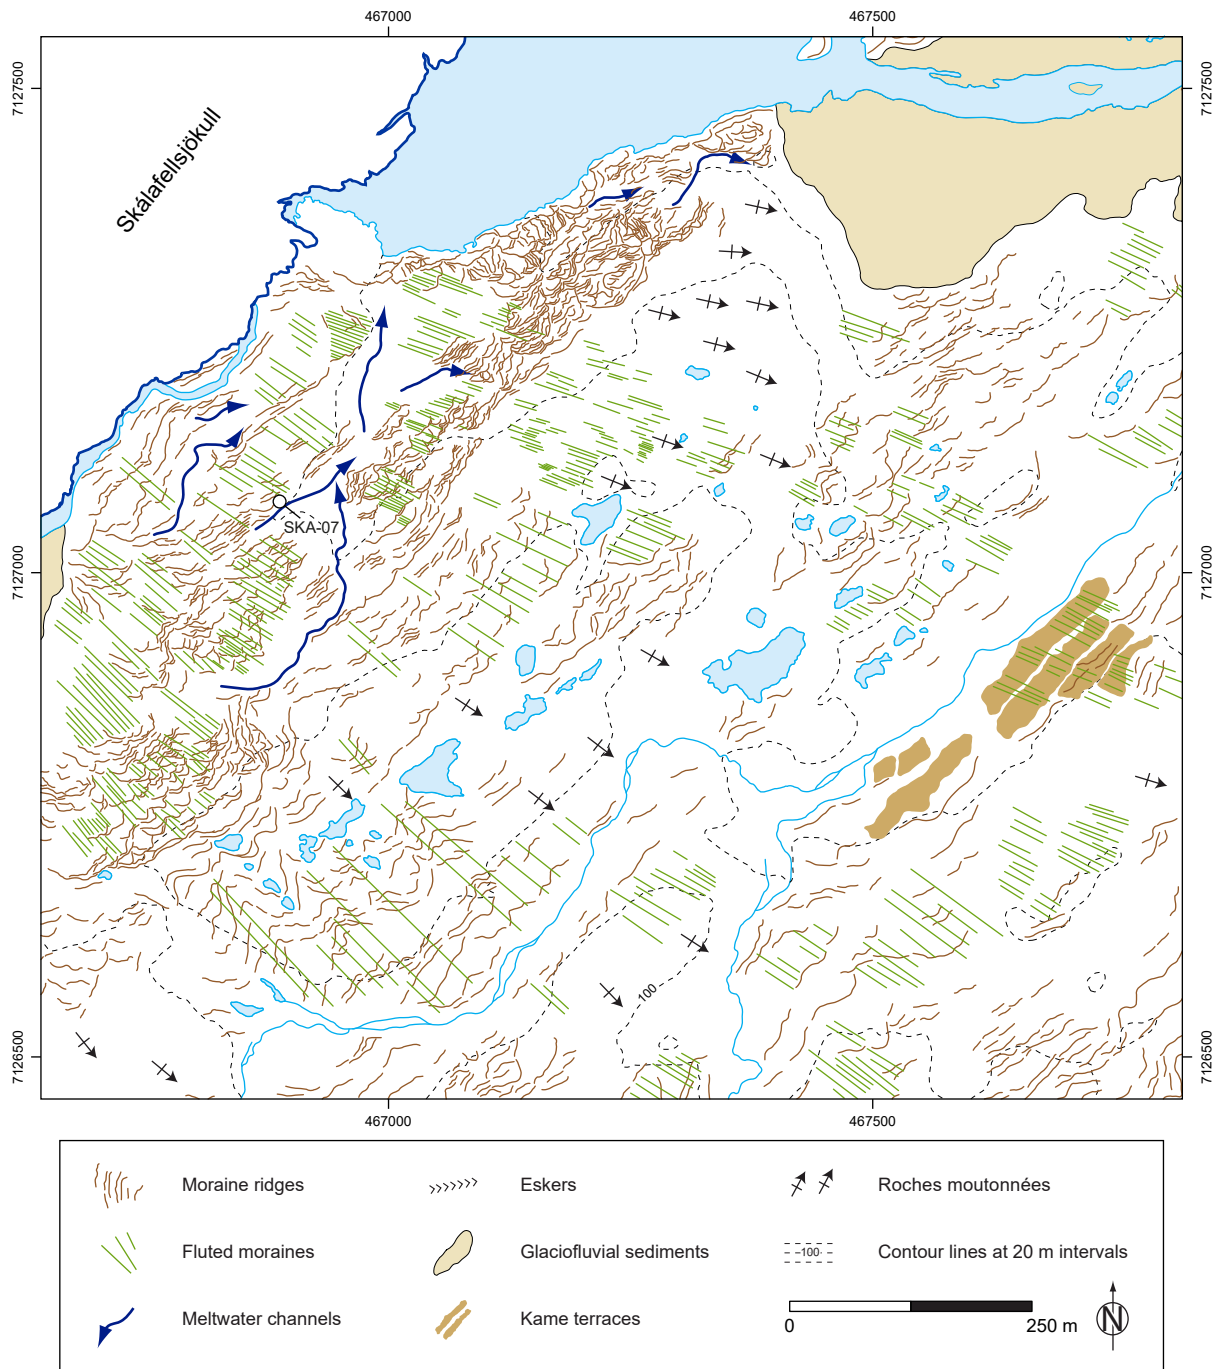 467000
467500
7127500
7127500
Skálafellsjökull
SKA-07
7127000
7127000
100
7126500
7126500
467000
467500
Moraine ridges
Eskers
Roches moutonnées
Fluted moraines
Glaciofluvial sediments
100
Contour lines at 20 m intervals
Meltwater channels
Kame terraces
0
250 m
N